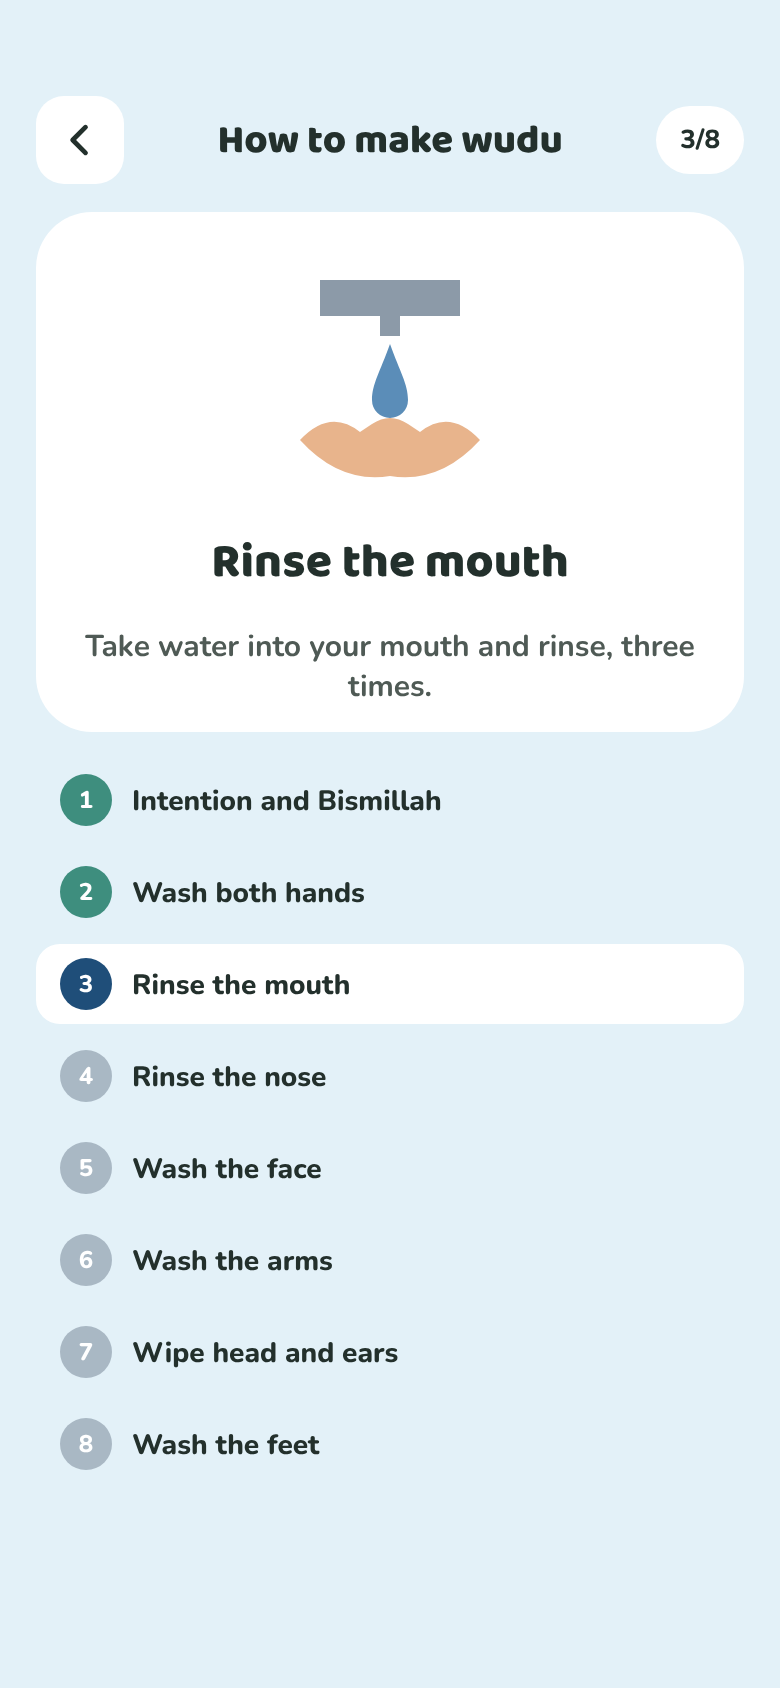 How to make wudu
3/8
Rinse the mouth
Take water into your mouth and rinse, three
times.
1 Intention and Bismillah
2 Wash both hands
3 Rinse the mouth
4 Rinse the nose
5 Wash the face
6 Wash the arms
7 Wipe head and ears
8 Wash the feet